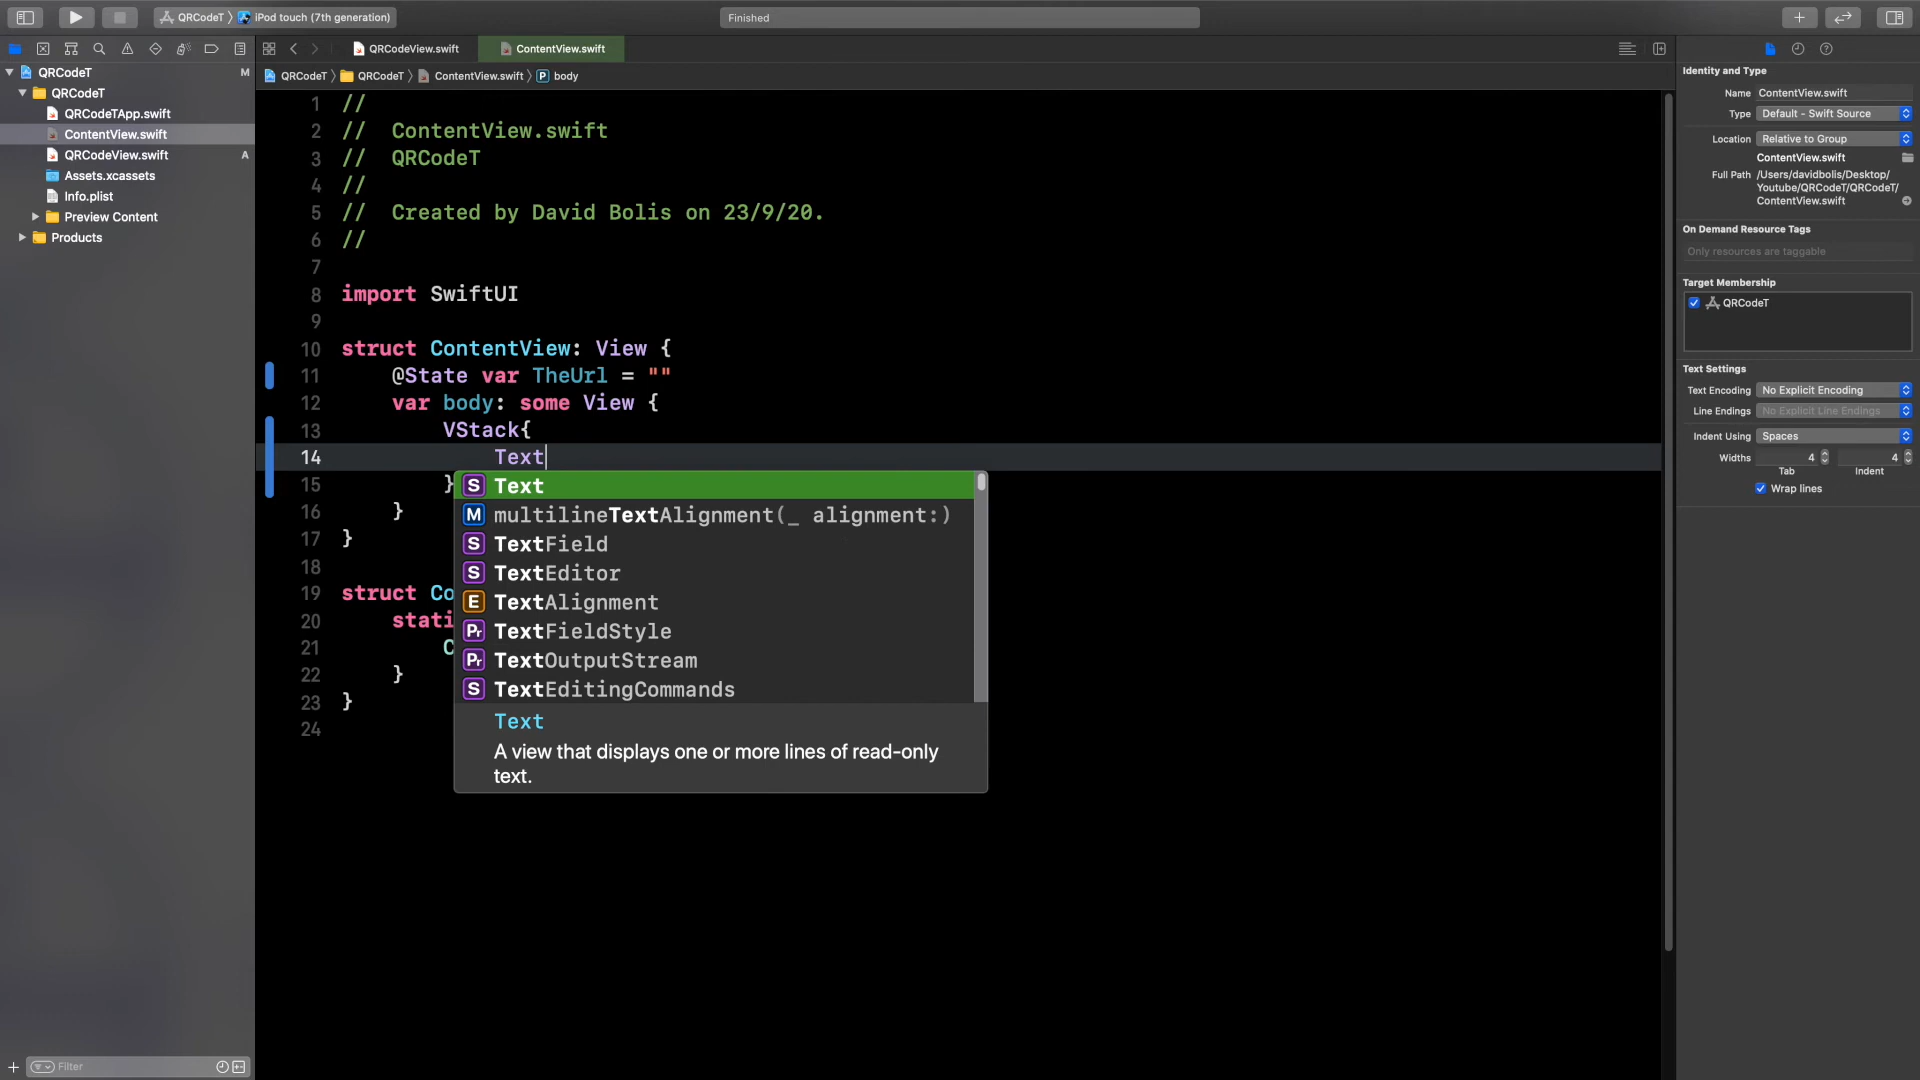 QRCodeT 〉 iPod touch (7th generation)
Finished
QRCodeView.swift
ContentView.swift
QRCodeT 〉 QRCodeT 〉 ContentView.swift 〉 P body
QRCodeT M
QRCodeT
QRCodeTApp.swift
ContentView.swift
QRCodeView.swift A
Assets.xcassets
Info.plist
Preview Content
Products
Filter
1 //
2 //  ContentView.swift
3 //  QRCodeT
4 //
5 //  Created by David Bolis on 23/9/20.
6 //
7
8 import SwiftUI
9
10 struct ContentView: View {
11     @State var TheUrl = ""
12     var body: some View {
13         VStack{
14             Text
15         }
16     }
17 }
18
19 struct Co
20     stati
21         C
22     }
23 }
24
S Text
M multilineTextAlignment(_ alignment:)
S TextField
S TextEditor
E TextAlignment
Pr TextFieldStyle
Pr TextOutputStream
S TextEditingCommands
Text
A view that displays one or more lines of read-only
text.
Identity and Type
Name ContentView.swift
Type Default - Swift Source
Location Relative to Group
ContentView.swift
Full Path /Users/davidbolis/Desktop/
Youtube/QRCodeT/QRCodeT/
ContentView.swift
On Demand Resource Tags
Only resources are taggable
Target Membership
QRCodeT
Text Settings
Text Encoding No Explicit Encoding
Line Endings No Explicit Line Endings
Indent Using Spaces
Widths 4 4
Tab Indent
Wrap lines